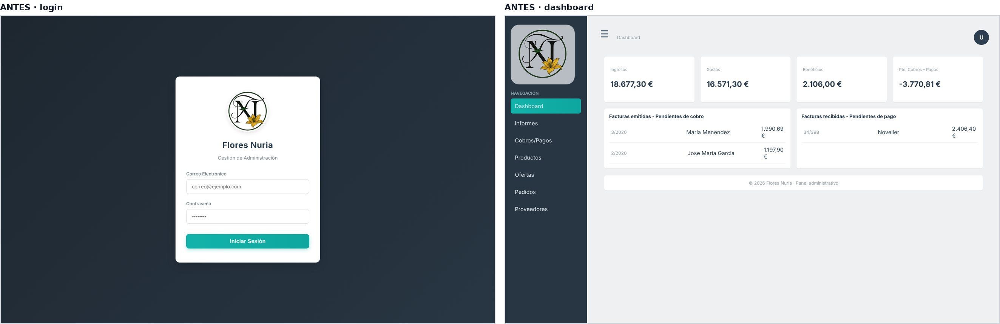 ANTES · login
Flores Nuria
Gestión de Administración
Correo Electrónico
correo@ejemplo.com
Contraseña
••••••••
Iniciar Sesión
ANTES · dashboard
NAVEGACIÓN
Dashboard
Informes
Cobros/Pagos
Productos
Ofertas
Pedidos
Proveedores
☰ Dashboard
U
Ingresos
18.677,30 €
Gastos
16.571,30 €
Beneficios
2.106,00 €
Pte. Cobros - Pagos
-3.770,81 €
Facturas emitidas - Pendientes de cobro
3/2020 Maria Menendez 1.990,69
€
2/2020 Jose Maria Garcia 1.197,90
€
Facturas recibidas - Pendientes de pago
34/398 Novelier 2.406,40
€
© 2026 Flores Nuria · Panel administrativo